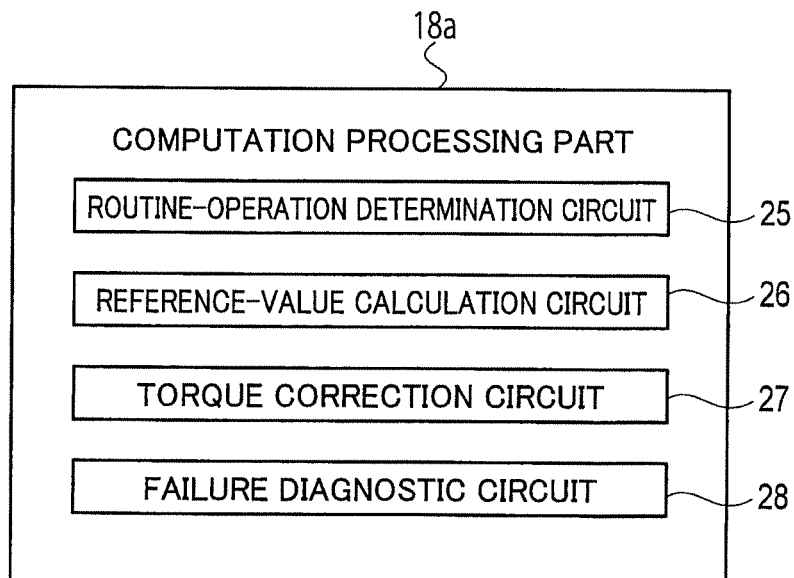 18a
COMPUTATION PROCESSING PART
ROUTINE-OPERATION DETERMINATION CIRCUIT
25
REFERENCE-VALUE CALCULATION CIRCUIT
26
TORQUE CORRECTION CIRCUIT
27
FAILURE DIAGNOSTIC CIRCUIT
28